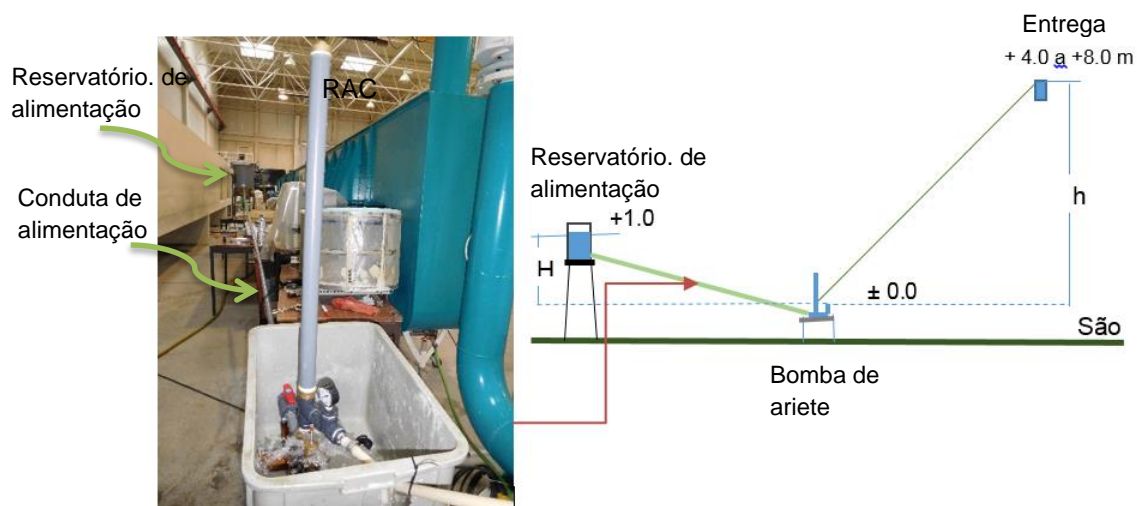 Reservatório. de
alimentação
RAC
Conduta de
alimentação
Entrega
+ 4.0 a +8.0 m
Reservatório. de
alimentação
+1.0
H
h
± 0.0
São
Bomba de
ariete